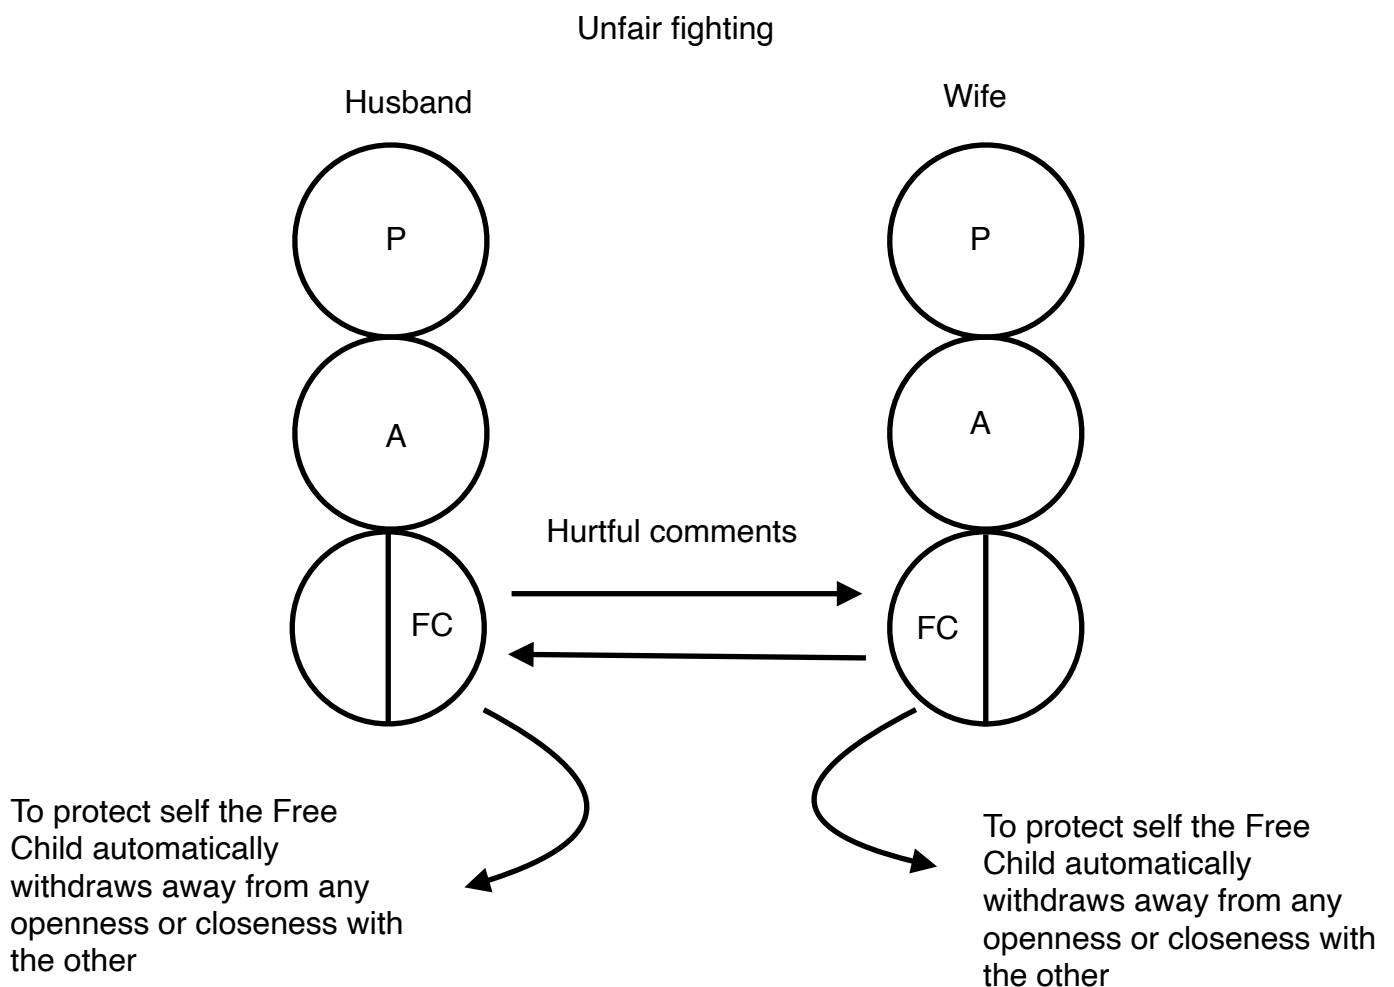 Unfair fighting
Husband
Wife
P
P
A
A
Hurtful comments
FC
FC
To protect self the Free
Child automatically
withdraws away from any
openness or closeness with
the other
To protect self the Free
Child automatically
withdraws away from any
openness or closeness with
the other